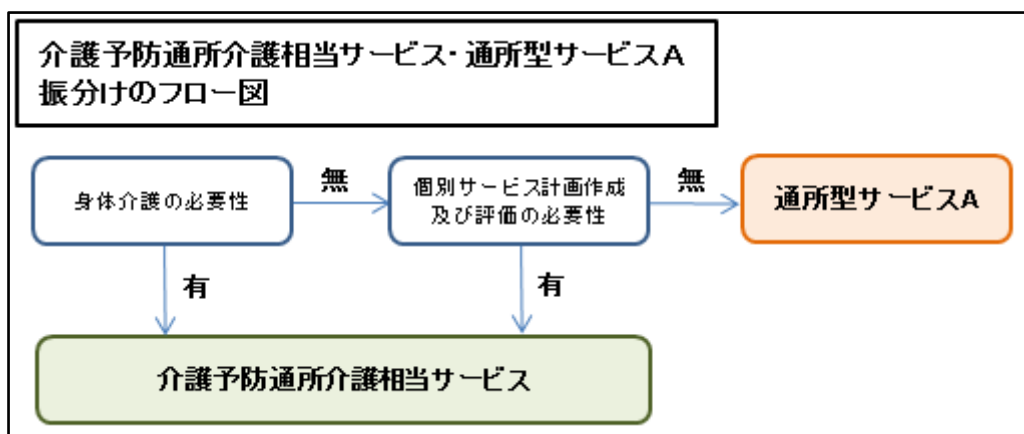 介護予防通所介護相当サービス・通所型サービスA
振分けのフロー図
身体介護の必要性
無
個別サービス計画作成
及び評価の必要性
無
通所型サービスA
有
有
介護予防通所介護相当サービス